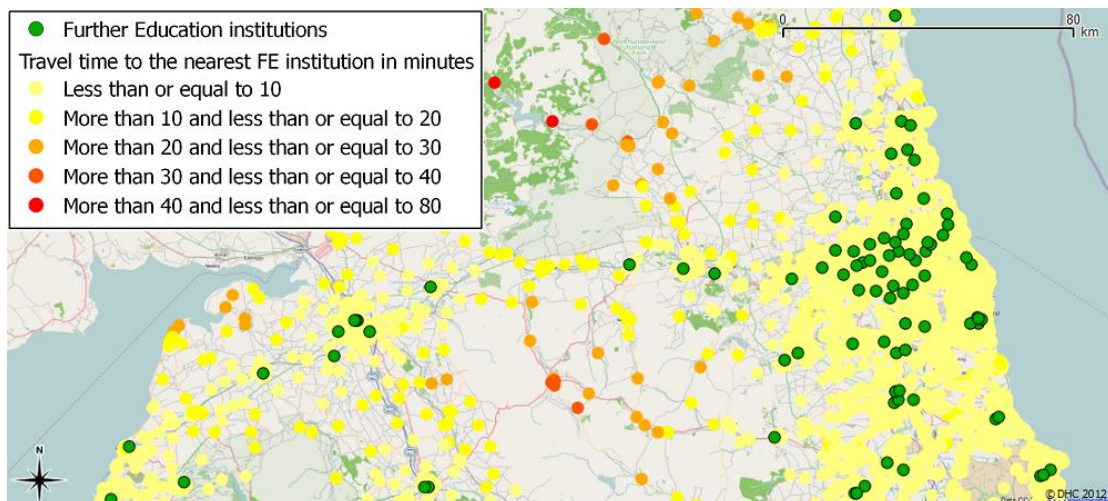 Further Education institutions
Travel time to the nearest FE institution in minutes
Less than or equal to 10
More than 10 and less than or equal to 20
More than 20 and less than or equal to 30
More than 30 and less than or equal to 40
More than 40 and less than or equal to 80
0 80
km
Northumberland
National
Park
N
© DHC 2012